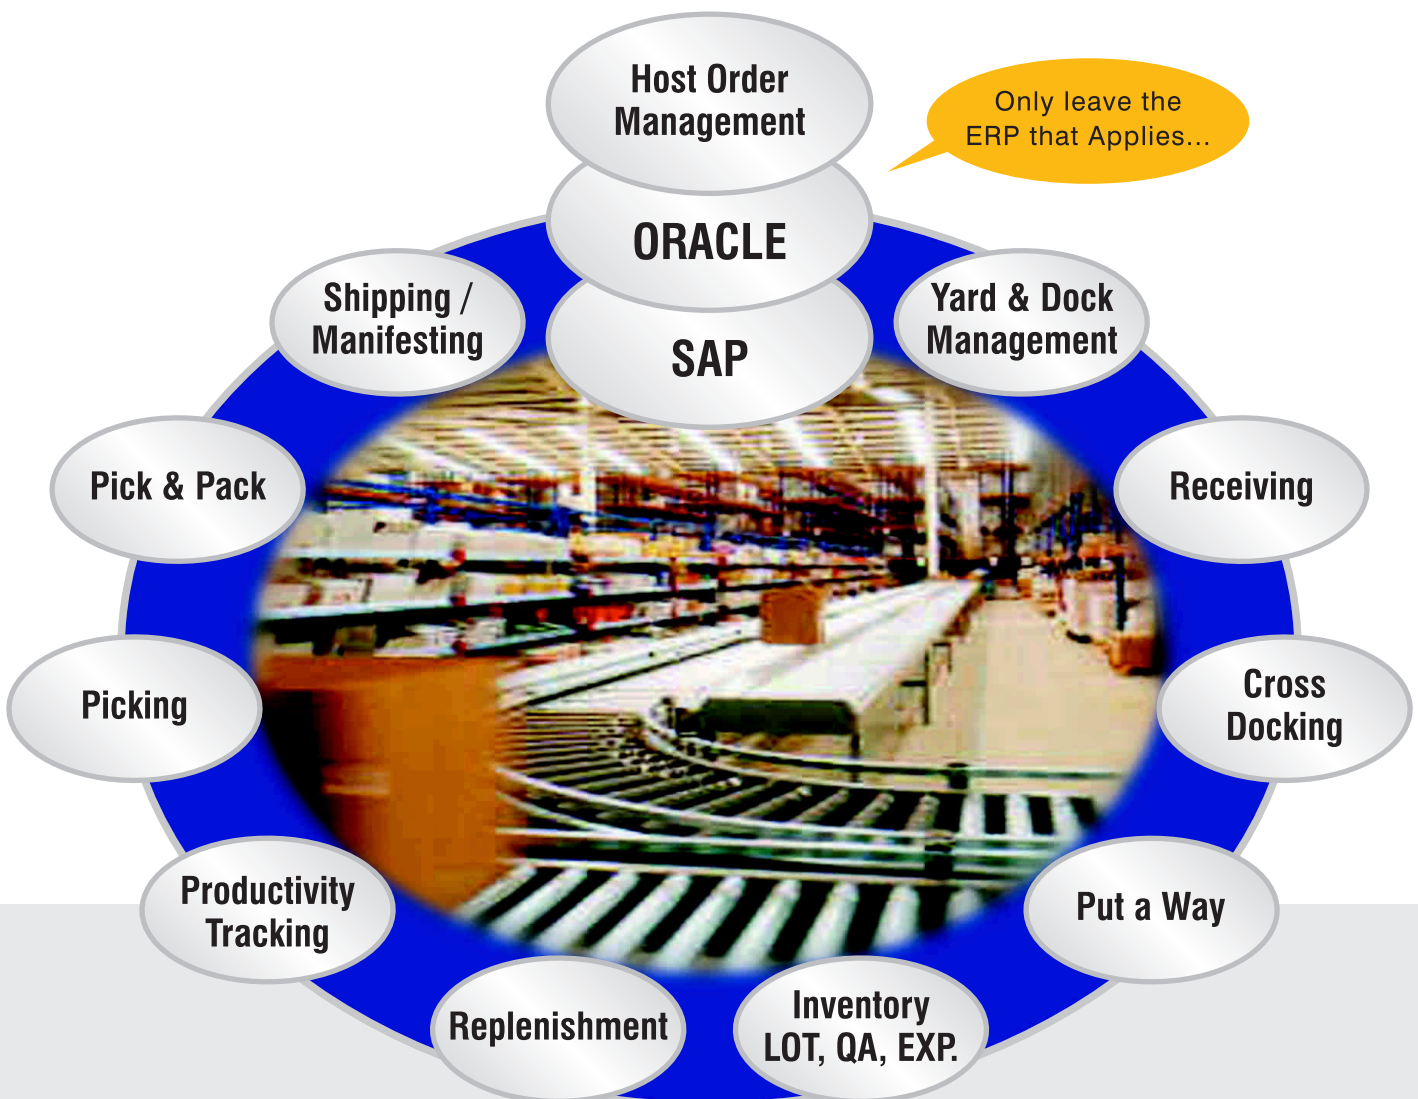 Host Order
Management
Only leave the
ERP that Applies...
ORACLE
SAP
Shipping /
Manifesting
Yard & Dock
Management
Pick & Pack
Receiving
Picking
Cross
Docking
Productivity
Tracking
Put a Way
Replenishment
Inventory
LOT, QA, EXP.